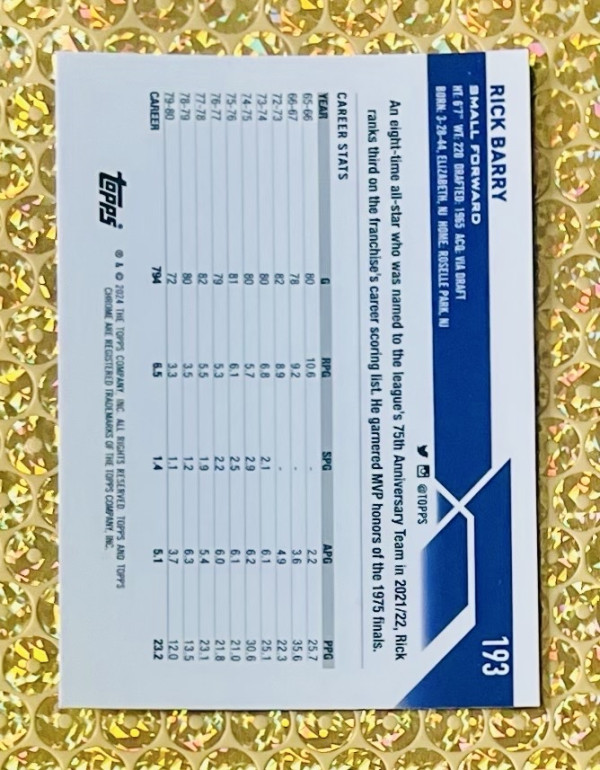 RICK BARRY 193
SMALL FORWARD
HT: 6'7" WT: 220 DRAFTED: 1965 ACQ: VIA DRAFT
BORN: 3-28-44, ELIZABETH, NJ HOME: ROSELLE PARK, NJ
@TOPPS
An eight-time all-star who was named to the league's 75th Anniversary Team in 2021/22, Rick
ranks third on the franchise's career scoring list. He garnered MVP honors of the 1975 finals.
CAREER STATS
YEAR G RPG SPG APG PPG
65-66 80 10.6 - 2.2 25.7
66-67 78 9.2 - 3.6 35.6
72-73 82 8.9 - 4.9 22.3
73-74 80 6.8 2.1 6.1 25.1
74-75 80 5.7 2.9 6.2 30.6
75-76 81 6.1 2.5 6.1 21.0
76-77 79 5.3 2.2 6.0 21.8
77-78 82 5.5 1.9 5.4 23.1
78-79 80 3.5 1.2 6.3 13.5
79-80 72 3.3 1.1 3.7 12.0
CAREER 794 6.5 1.4 5.1 23.2
topps
® & © 2024 THE TOPPS COMPANY, INC. ALL RIGHTS RESERVED. TOPPS AND TOPPS
CHROME ARE REGISTERED TRADEMARKS OF THE TOPPS COMPANY, INC.